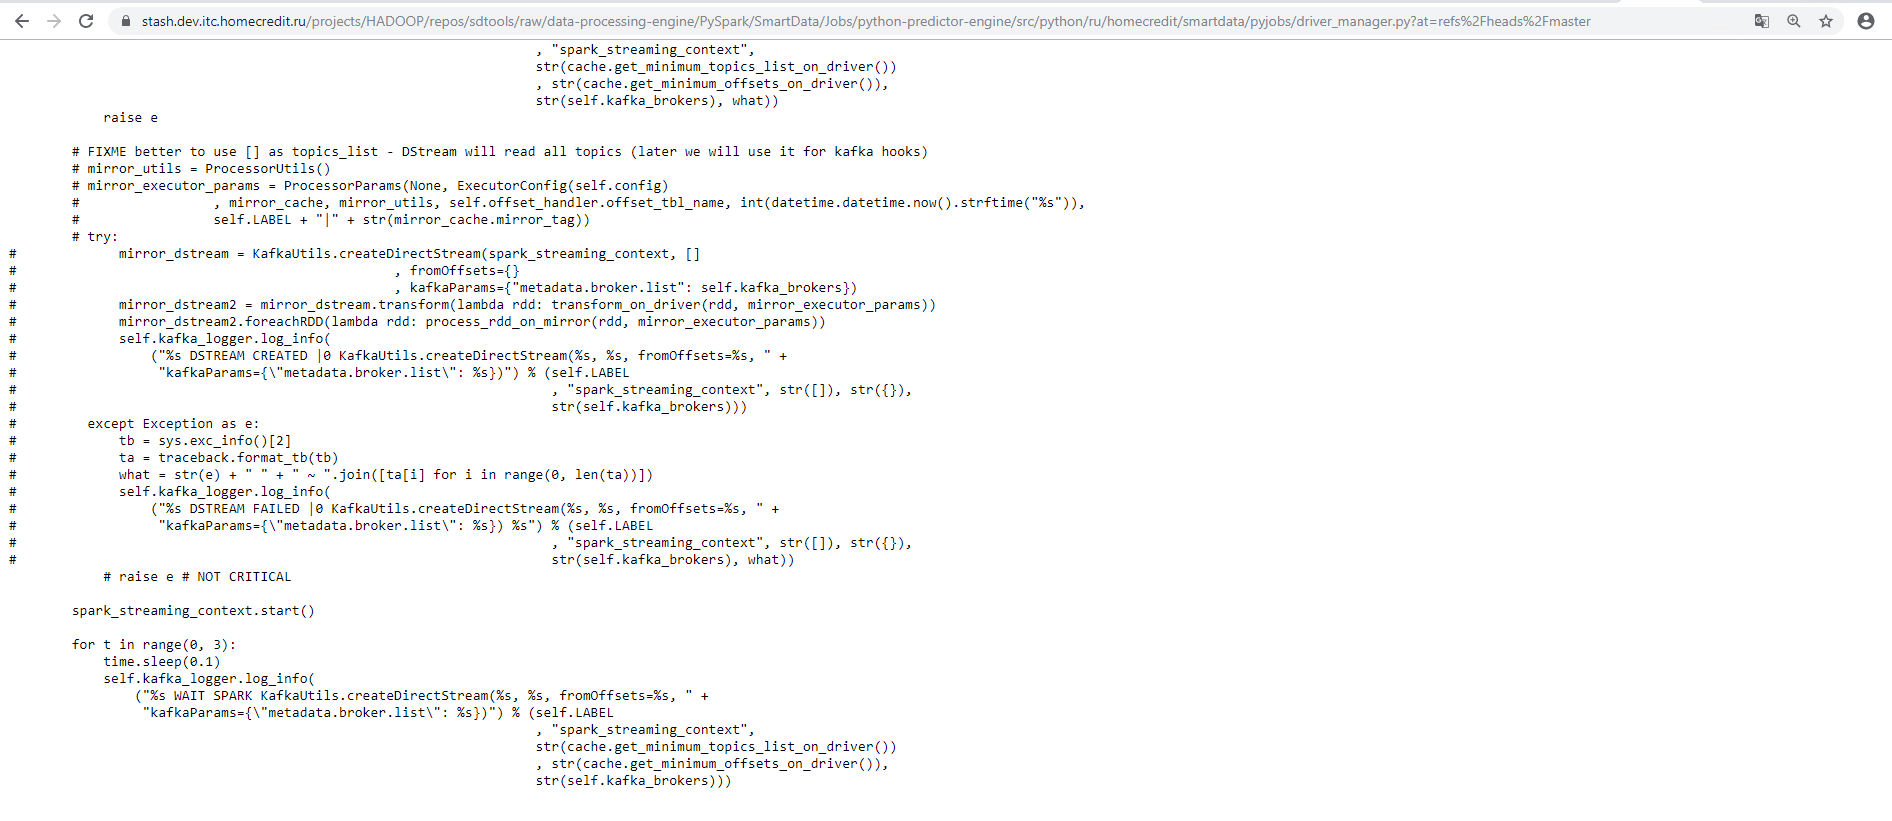 stash.dev.itc.homecredit.ru/projects/HADOOP/repos/sdtools/raw/data-processing-engine/PySpark/SmartData/Jobs/python-predictor-engine/src/python/ru/homecredit/smartdata/pyjobs/driver_manager.py?at=refs%2Fheads%2Fmaster
, "spark_streaming_context",
str(cache.get_minimum_topics_list_on_driver())
, str(cache.get_minimum_offsets_on_driver()),
str(self.kafka_brokers), what))
raise e
# FIXME better to use [] as topics_list - DStream will read all topics (later we will use it for kafka hooks)
# mirror_utils = ProcessorUtils()
# mirror_executor_params = ProcessorParams(None, ExecutorConfig(self.config)
#                 , mirror_cache, mirror_utils, self.offset_handler.offset_tbl_name, int(datetime.datetime.now().strftime("%s")),
#                 self.LABEL + "|" + str(mirror_cache.mirror_tag))
# try:
#             mirror_dstream = KafkaUtils.createDirectStream(spark_streaming_context, []
#                                                , fromOffsets={}
#                                                , kafkaParams={"metadata.broker.list": self.kafka_brokers})
#             mirror_dstream2 = mirror_dstream.transform(lambda rdd: transform_on_driver(rdd, mirror_executor_params))
#             mirror_dstream2.foreachRDD(lambda rdd: process_rdd_on_mirror(rdd, mirror_executor_params))
#             self.kafka_logger.log_info(
#                 ("%s DSTREAM CREATED |0 KafkaUtils.createDirectStream(%s, %s, fromOffsets=%s, " +
#                  "kafkaParams={\"metadata.broker.list\": %s})") % (self.LABEL
#                                                                    , "spark_streaming_context", str([]), str({}),
#                                                                    str(self.kafka_brokers)))
#         except Exception as e:
#             tb = sys.exc_info()[2]
#             ta = traceback.format_tb(tb)
#             what = str(e) + " " + " ~ ".join([ta[i] for i in range(0, len(ta))])
#             self.kafka_logger.log_info(
#                 ("%s DSTREAM FAILED |0 KafkaUtils.createDirectStream(%s, %s, fromOffsets=%s, " +
#                  "kafkaParams={\"metadata.broker.list\": %s}) %s") % (self.LABEL
#                                                                    , "spark_streaming_context", str([]), str({}),
#                                                                    str(self.kafka_brokers), what))
# raise e # NOT CRITICAL
spark_streaming_context.start()
for t in range(0, 3):
time.sleep(0.1)
self.kafka_logger.log_info(
("%s WAIT SPARK KafkaUtils.createDirectStream(%s, %s, fromOffsets=%s, " +
"kafkaParams={\"metadata.broker.list\": %s})") % (self.LABEL
, "spark_streaming_context",
str(cache.get_minimum_topics_list_on_driver())
, str(cache.get_minimum_offsets_on_driver()),
str(self.kafka_brokers)))